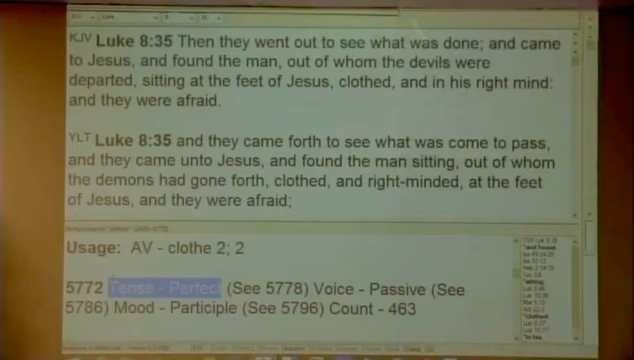 KJV Luke 8:35 Then they went out to see what was done; and came
to Jesus, and found the man, out of whom the devils were
departed, sitting at the feet of Jesus, clothed, and in his right mind:
and they were afraid.
YLT Luke 8:35 and they came forth to see what was come to pass,
and they came unto Jesus, and found the man sitting, out of whom
the demons had gone forth, clothed, and right-minded, at the feet
of Jesus, and they were afraid;
Usage: AV - clothe 2; 2
5772 Tense - Perfect (See 5778) Voice - Passive (See
5786) Mood - Participle (See 5796) Count - 463